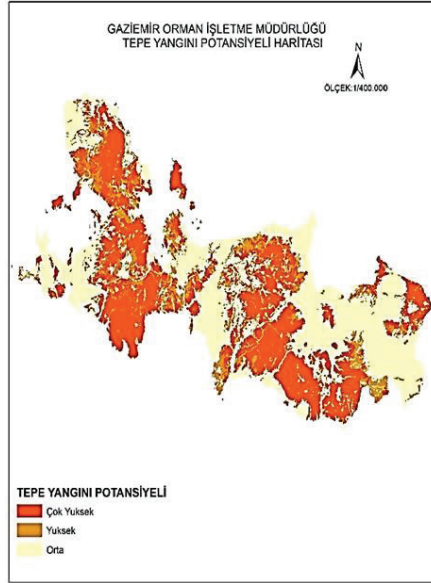 GAZİEMİR ORMAN İŞLETME MÜDÜRLÜĞÜ
TEPE YANGINI POTANSİYELİ HARİTASI
N
ÖLÇEK:1/400.000
TEPE YANGINI POTANSİYELİ
Çok Yuksek
Yuksek
Orta